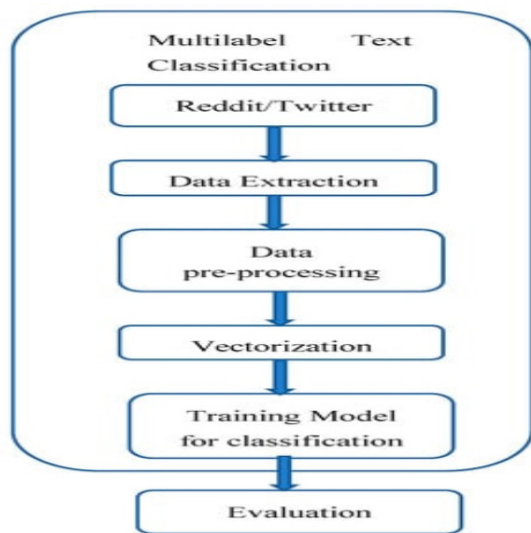 Multilabel Text
Classification
Reddit/Twitter
Data Extraction
Data
pre-processing
Vectorization
Training Model
for classification
Evaluation